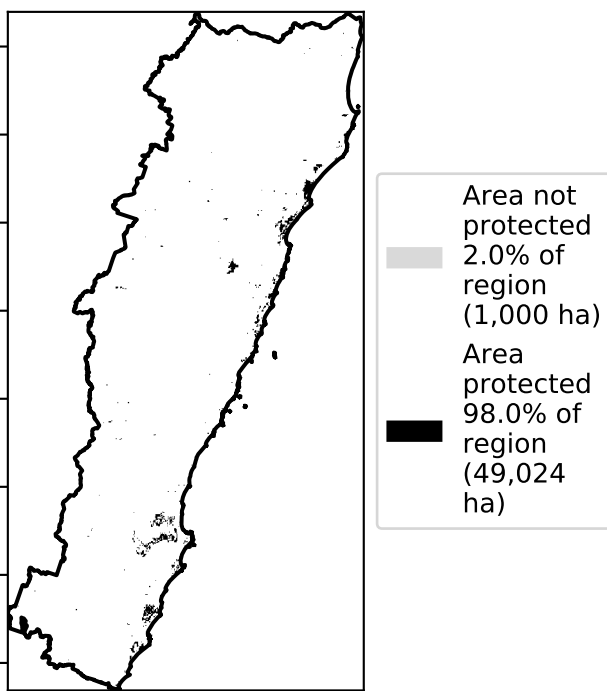 Area not
protected
2.0% of
region
(1,000 ha)
Area
protected
98.0% of
region
(49,024
ha)